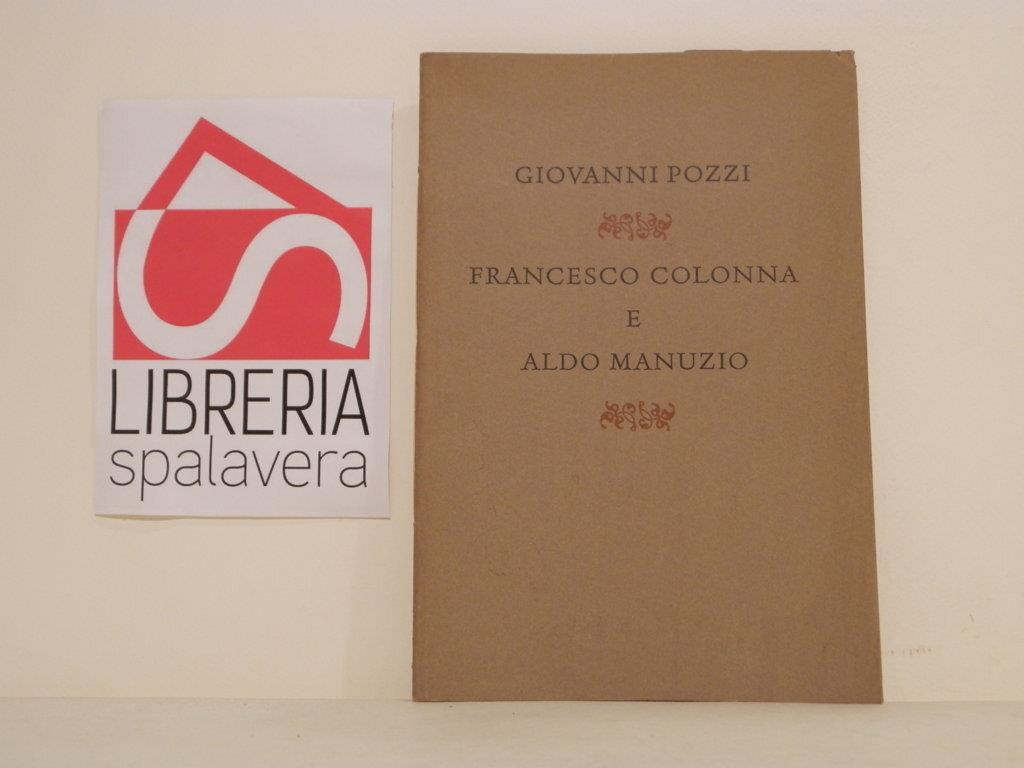 LIBRERIA
spalavera
GIOVANNI POZZI
FRANCESCO COLONNA
E
ALDO MANUZIO